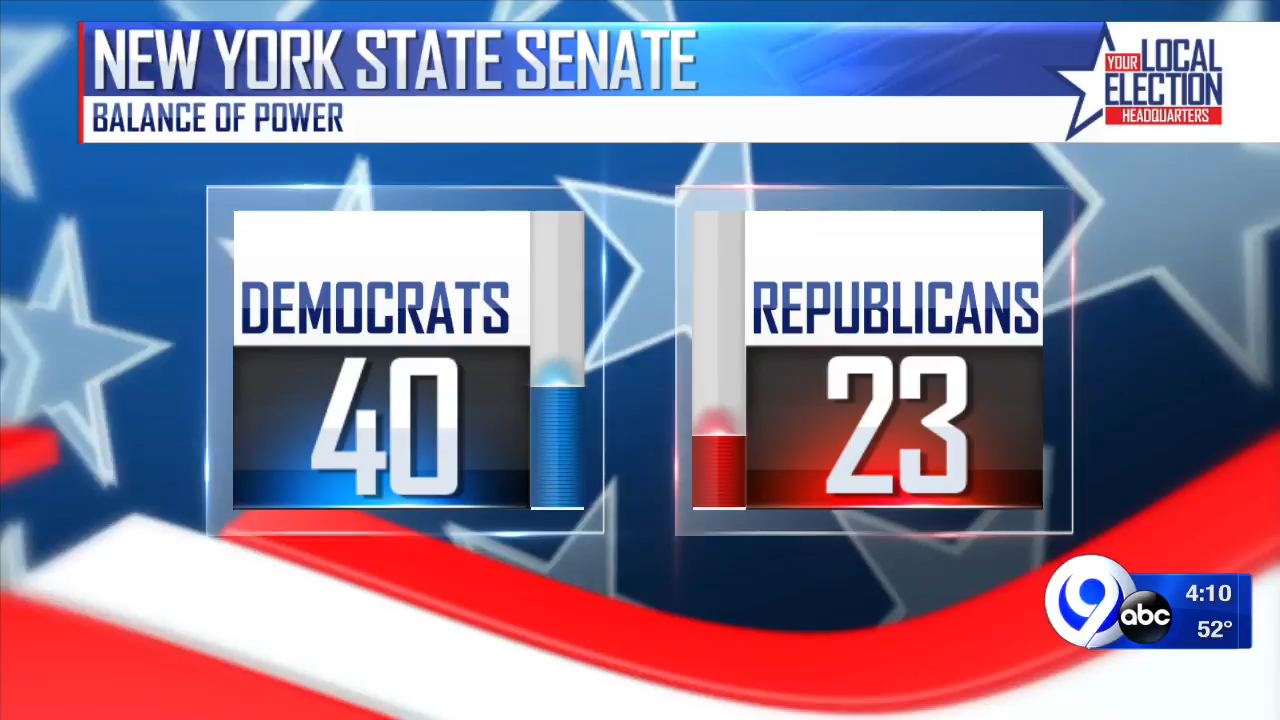 NEW YORK STATE SENATE
BALANCE OF POWER
YOUR LOCAL
ELECTION
HEADQUARTERS
DEMOCRATS
40
REPUBLICANS
23
9 abc
4:10
52°